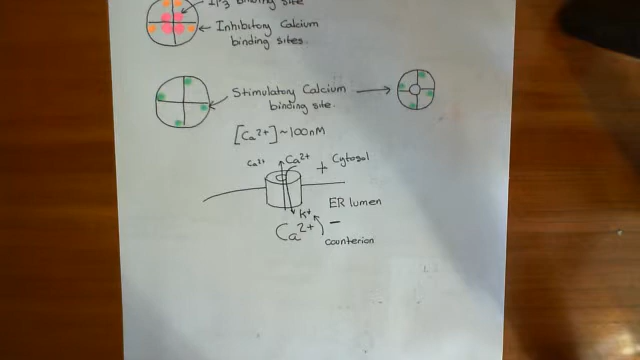 IP3 binding site
Inhibitory Calcium
binding sites.
Stimulatory Calcium
binding site.
[Ca2+]~100nM
Ca2+
Ca2+
+
Cytosol
ER lumen
K+
-
Ca2+
counterion